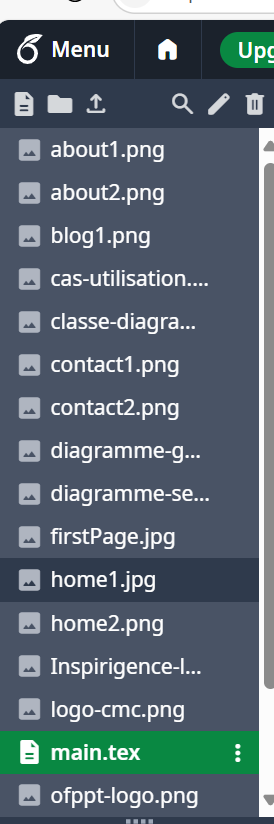 Menu
Upg
about1.png
about2.png
blog1.png
cas-utilisation....
classe-diagra...
contact1.png
contact2.png
diagramme-g...
diagramme-se...
firstPage.jpg
home1.jpg
home2.png
Inspirigence-l...
logo-cmc.png
main.tex
ofppt-logo.png